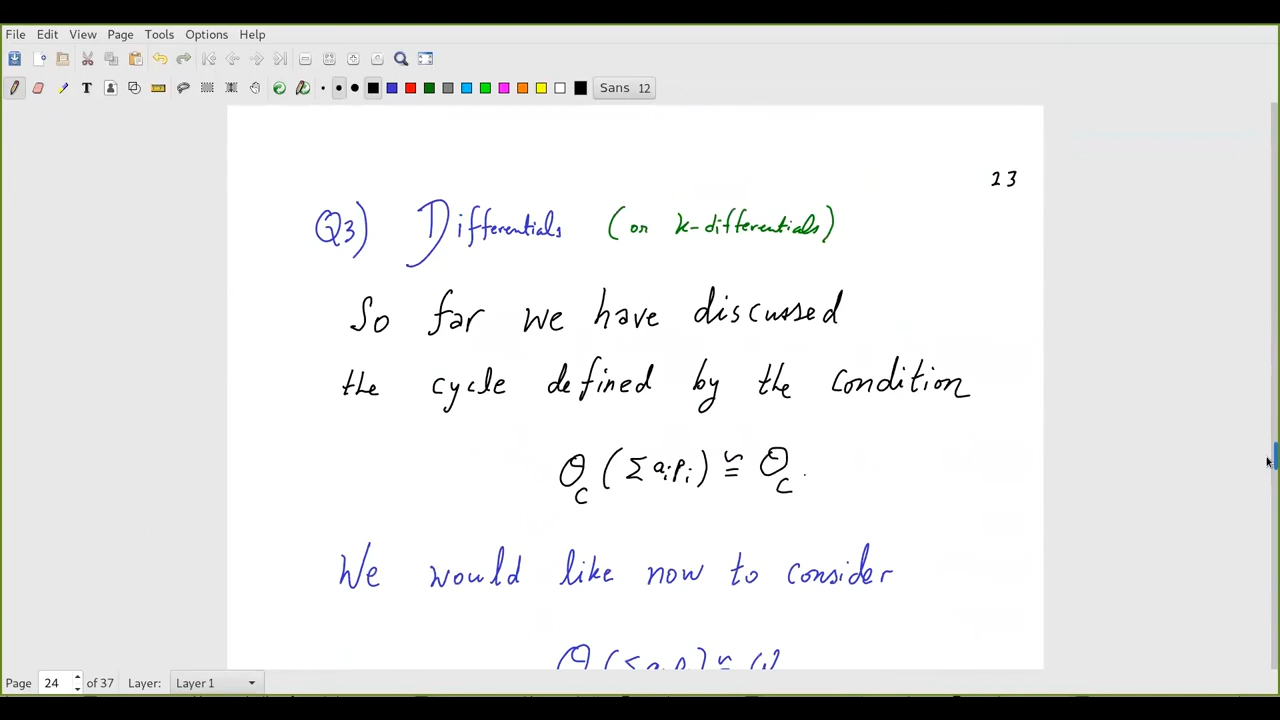 File Edit View Page Tools Options Help
Sans 12
23
Q3) Differentials (or k-differentials)
So far we have discussed
the cycle defined by the condition
O_C (Σ a_i p_i) ≅ O_C.
We would like now to consider
O (Σ a p ) ≅ ω
Page 24 of 37 Layer: Layer 1